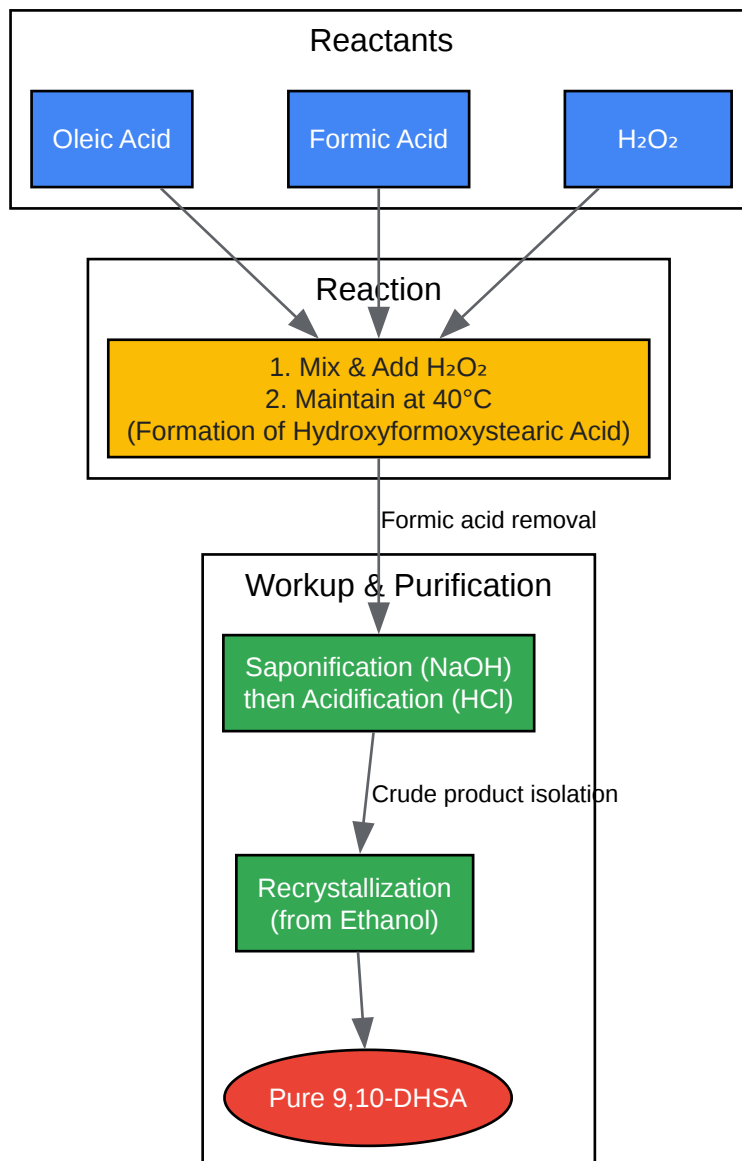 Reactants
Oleic Acid
Formic Acid
H₂O₂
Reaction
1. Mix & Add H₂O₂
2. Maintain at 40°C
(Formation of Hydroxyformoxystearic Acid)
Formic acid removal
Workup & Purification
Saponification (NaOH)
then Acidification (HCl)
Crude product isolation
Recrystallization
(from Ethanol)
Pure 9,10-DHSA